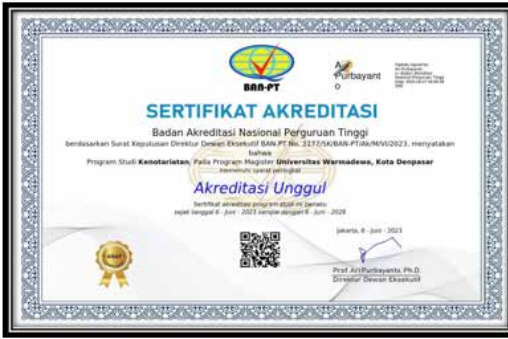 BAN-PT
Purbayant
o
SERTIFIKAT AKREDITASI
Badan Akreditasi Nasional Perguruan Tinggi
berdasarkan Surat Keputusan Direktur Dewan Eksekutif BAN-PT No. 2177/SK/BAN-PT/Ak/M/VI/2023, menyatakan
bahwa
Program Studi Kenotariatan, Pada Program Magister Universitas Warmadewa, Kota Denpasar
memenuhi syarat peringkat
Akreditasi Unggul
Sertifikat akreditasi program studi ini berlaku
sejak tanggal 6 - Juni - 2023 sampai dengan 6 - Juni - 2028
Jakarta, 6 - Juni - 2023
Prof. Ari Purbayanto, Ph.D.
Direktur Dewan Eksekutif